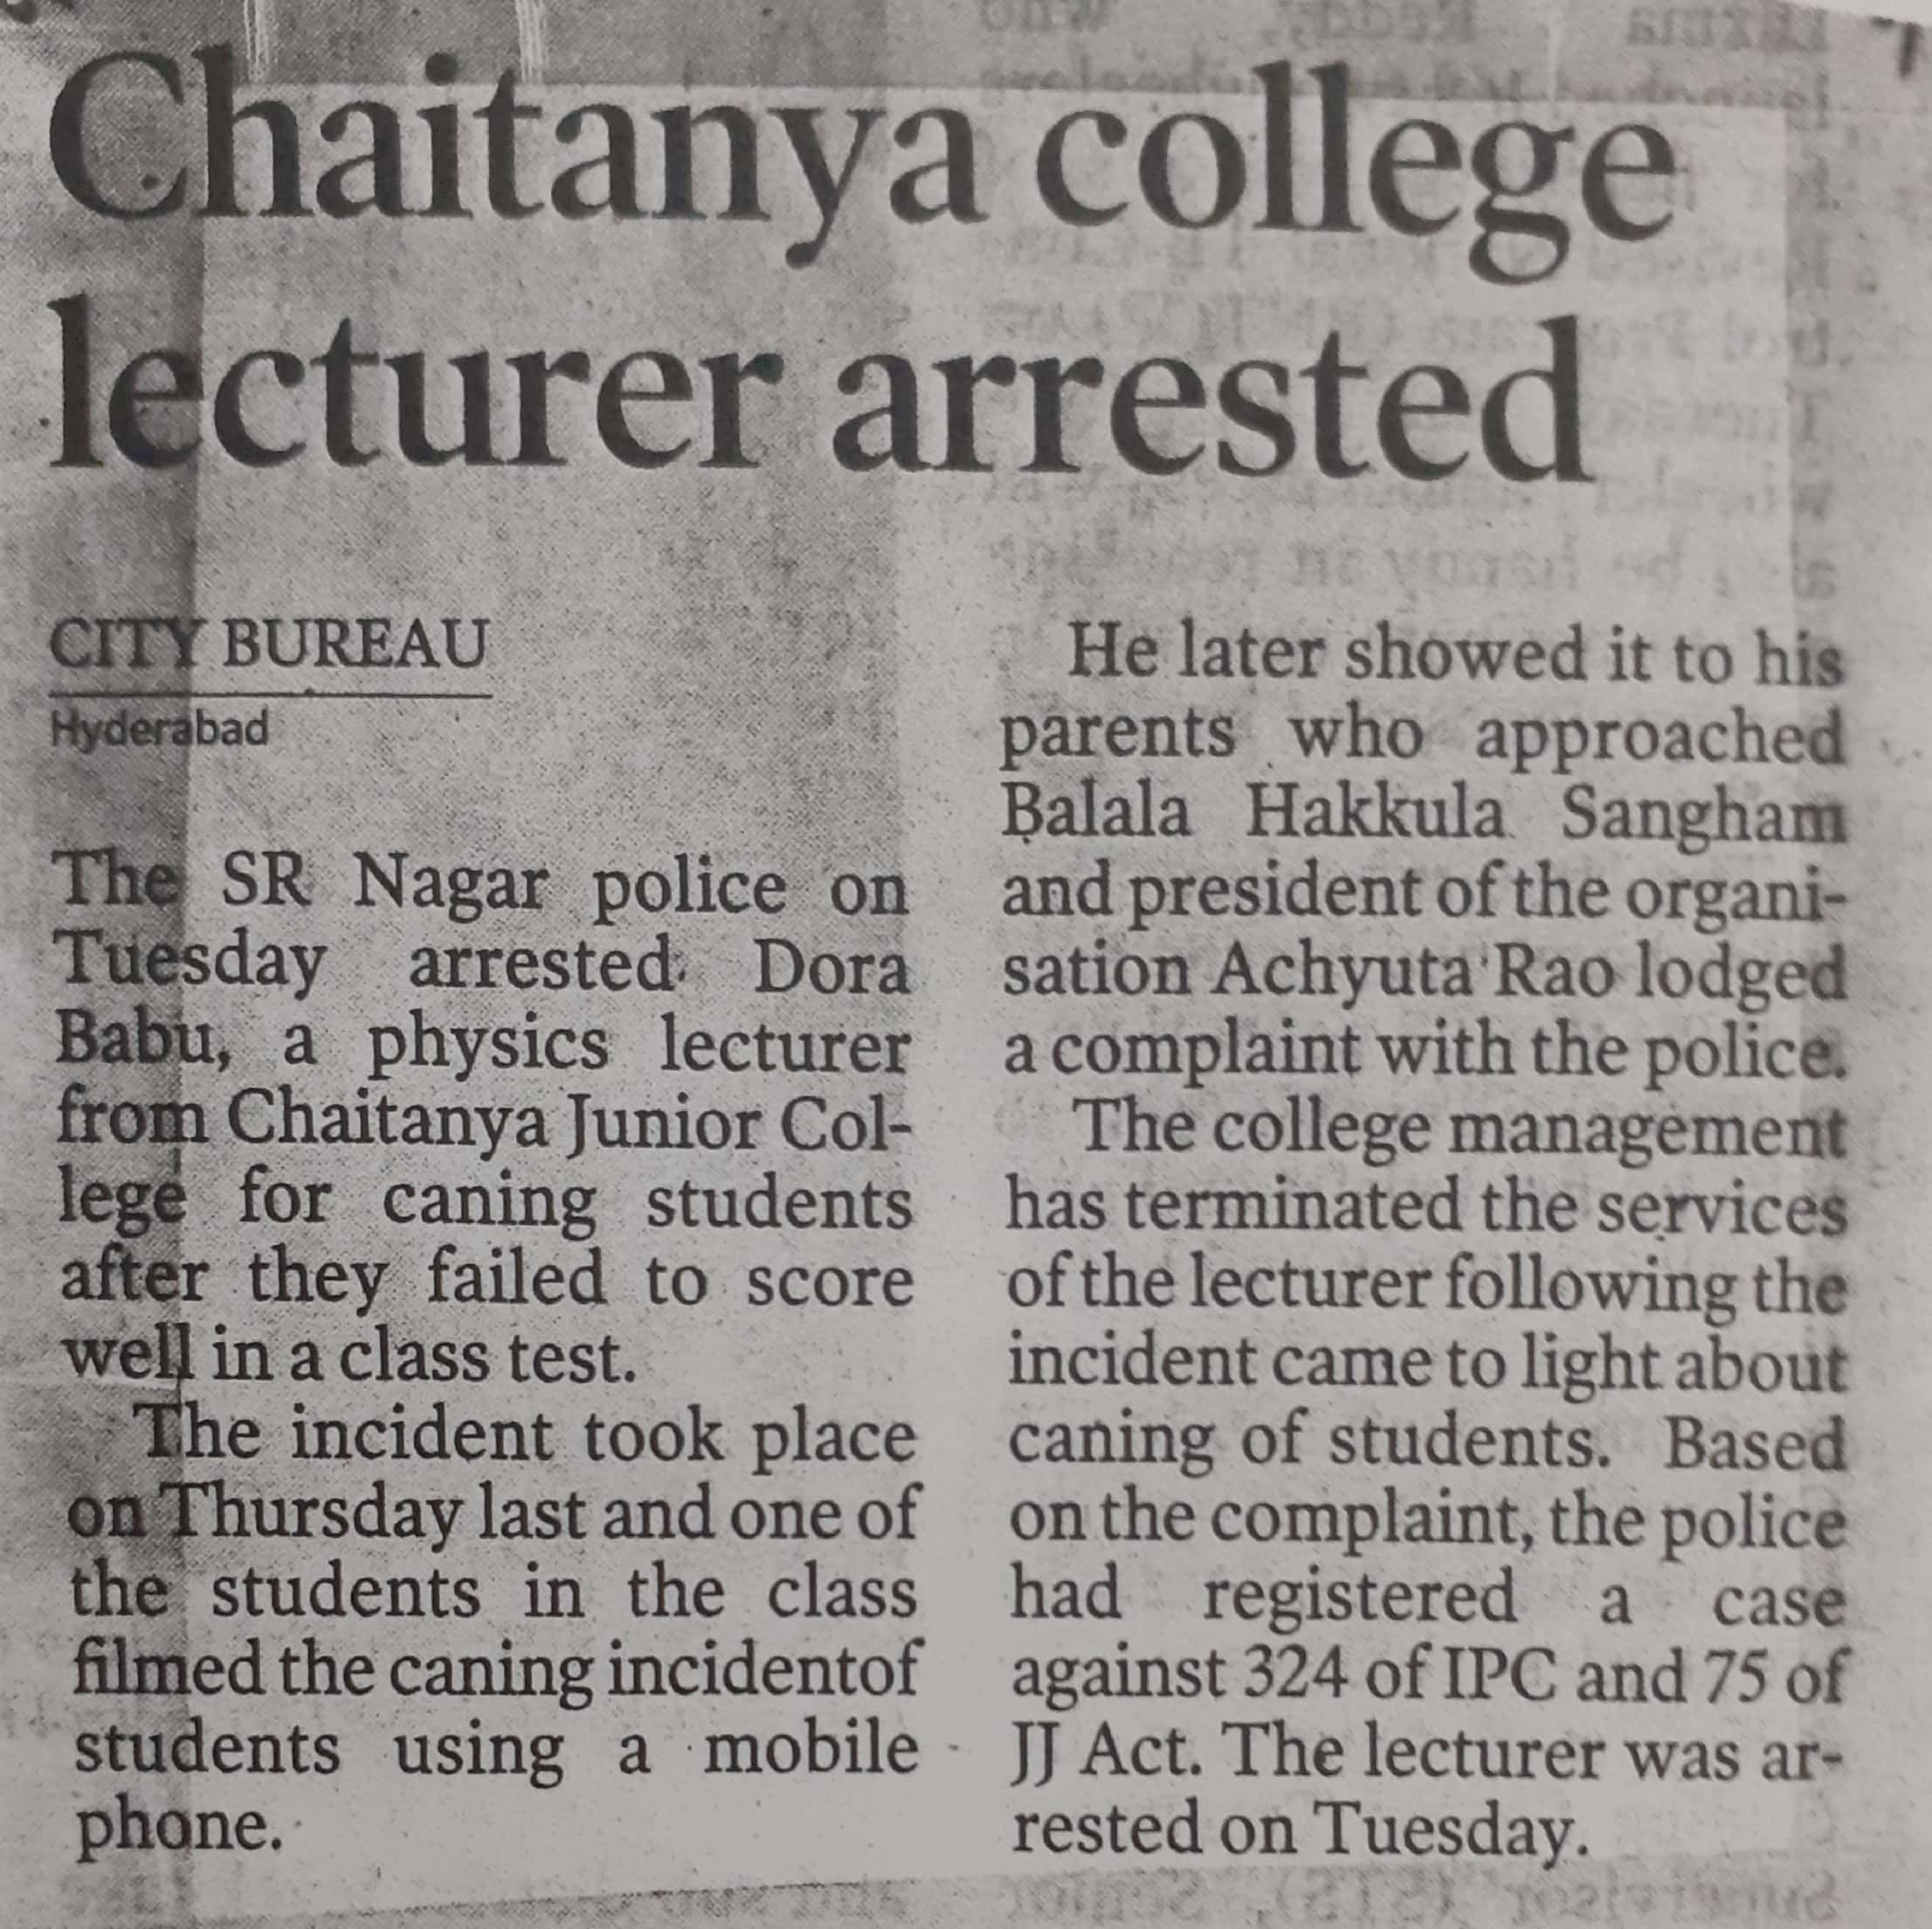 Chaitanya college
lecturer arrested
CITY BUREAU
Hyderabad
The SR Nagar police on
Tuesday arrested Dora
Babu, a physics lecturer
from Chaitanya Junior Col-
lege for caning students
after they failed to score
well in a class test.
The incident took place
on Thursday last and one of
the students in the class
filmed the caning incidentof
students using a mobile
phone.
He later showed it to his
parents who approached
Balala Hakkula Sangham
and president of the organi-
sation Achyuta Rao lodged
a complaint with the police.
The college management
has terminated the services
of the lecturer following the
incident came to light about
caning of students. Based
on the complaint, the police
had registered a case
against 324 of IPC and 75 of
JJ Act. The lecturer was ar-
rested on Tuesday.